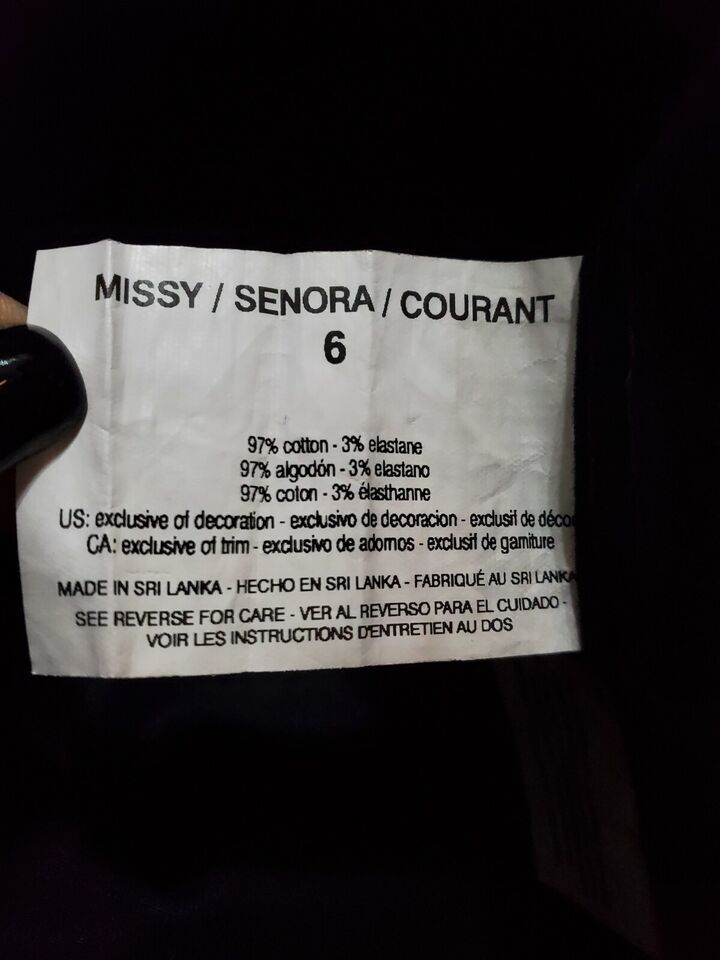 MISSY / SENORA / COURANT
6
97% cotton - 3% elastane
97% algodón - 3% elastano
97% coton - 3% élasthanne
US: exclusive of decoration - exclusivo de decoracion - exclusif de décor
CA: exclusive of trim - exclusivo de adornos - exclusif de garniture
MADE IN SRI LANKA - HECHO EN SRI LANKA - FABRIQUÉ AU SRI LANKA
SEE REVERSE FOR CARE - VER AL REVERSO PARA EL CUIDADO -
VOIR LES INSTRUCTIONS D'ENTRETIEN AU DOS